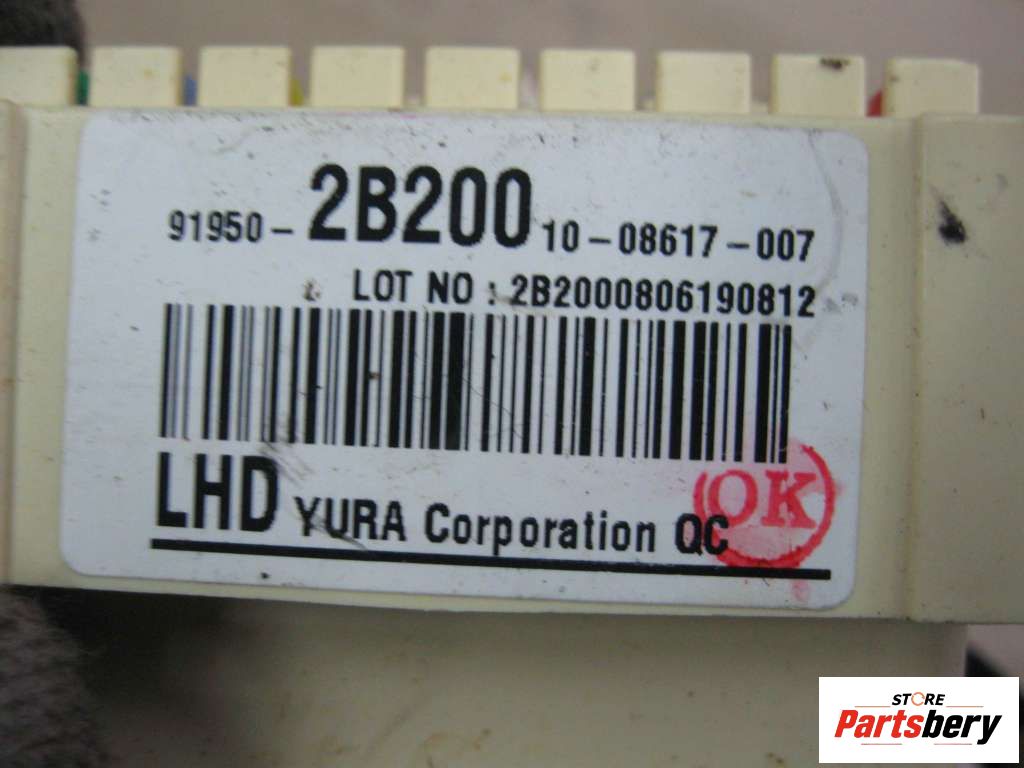 91950- 2B200 10-08617-007
LOT NO : 2B2000806190812
LHD YURA Corporation QC
OK
STORE
Partsbery